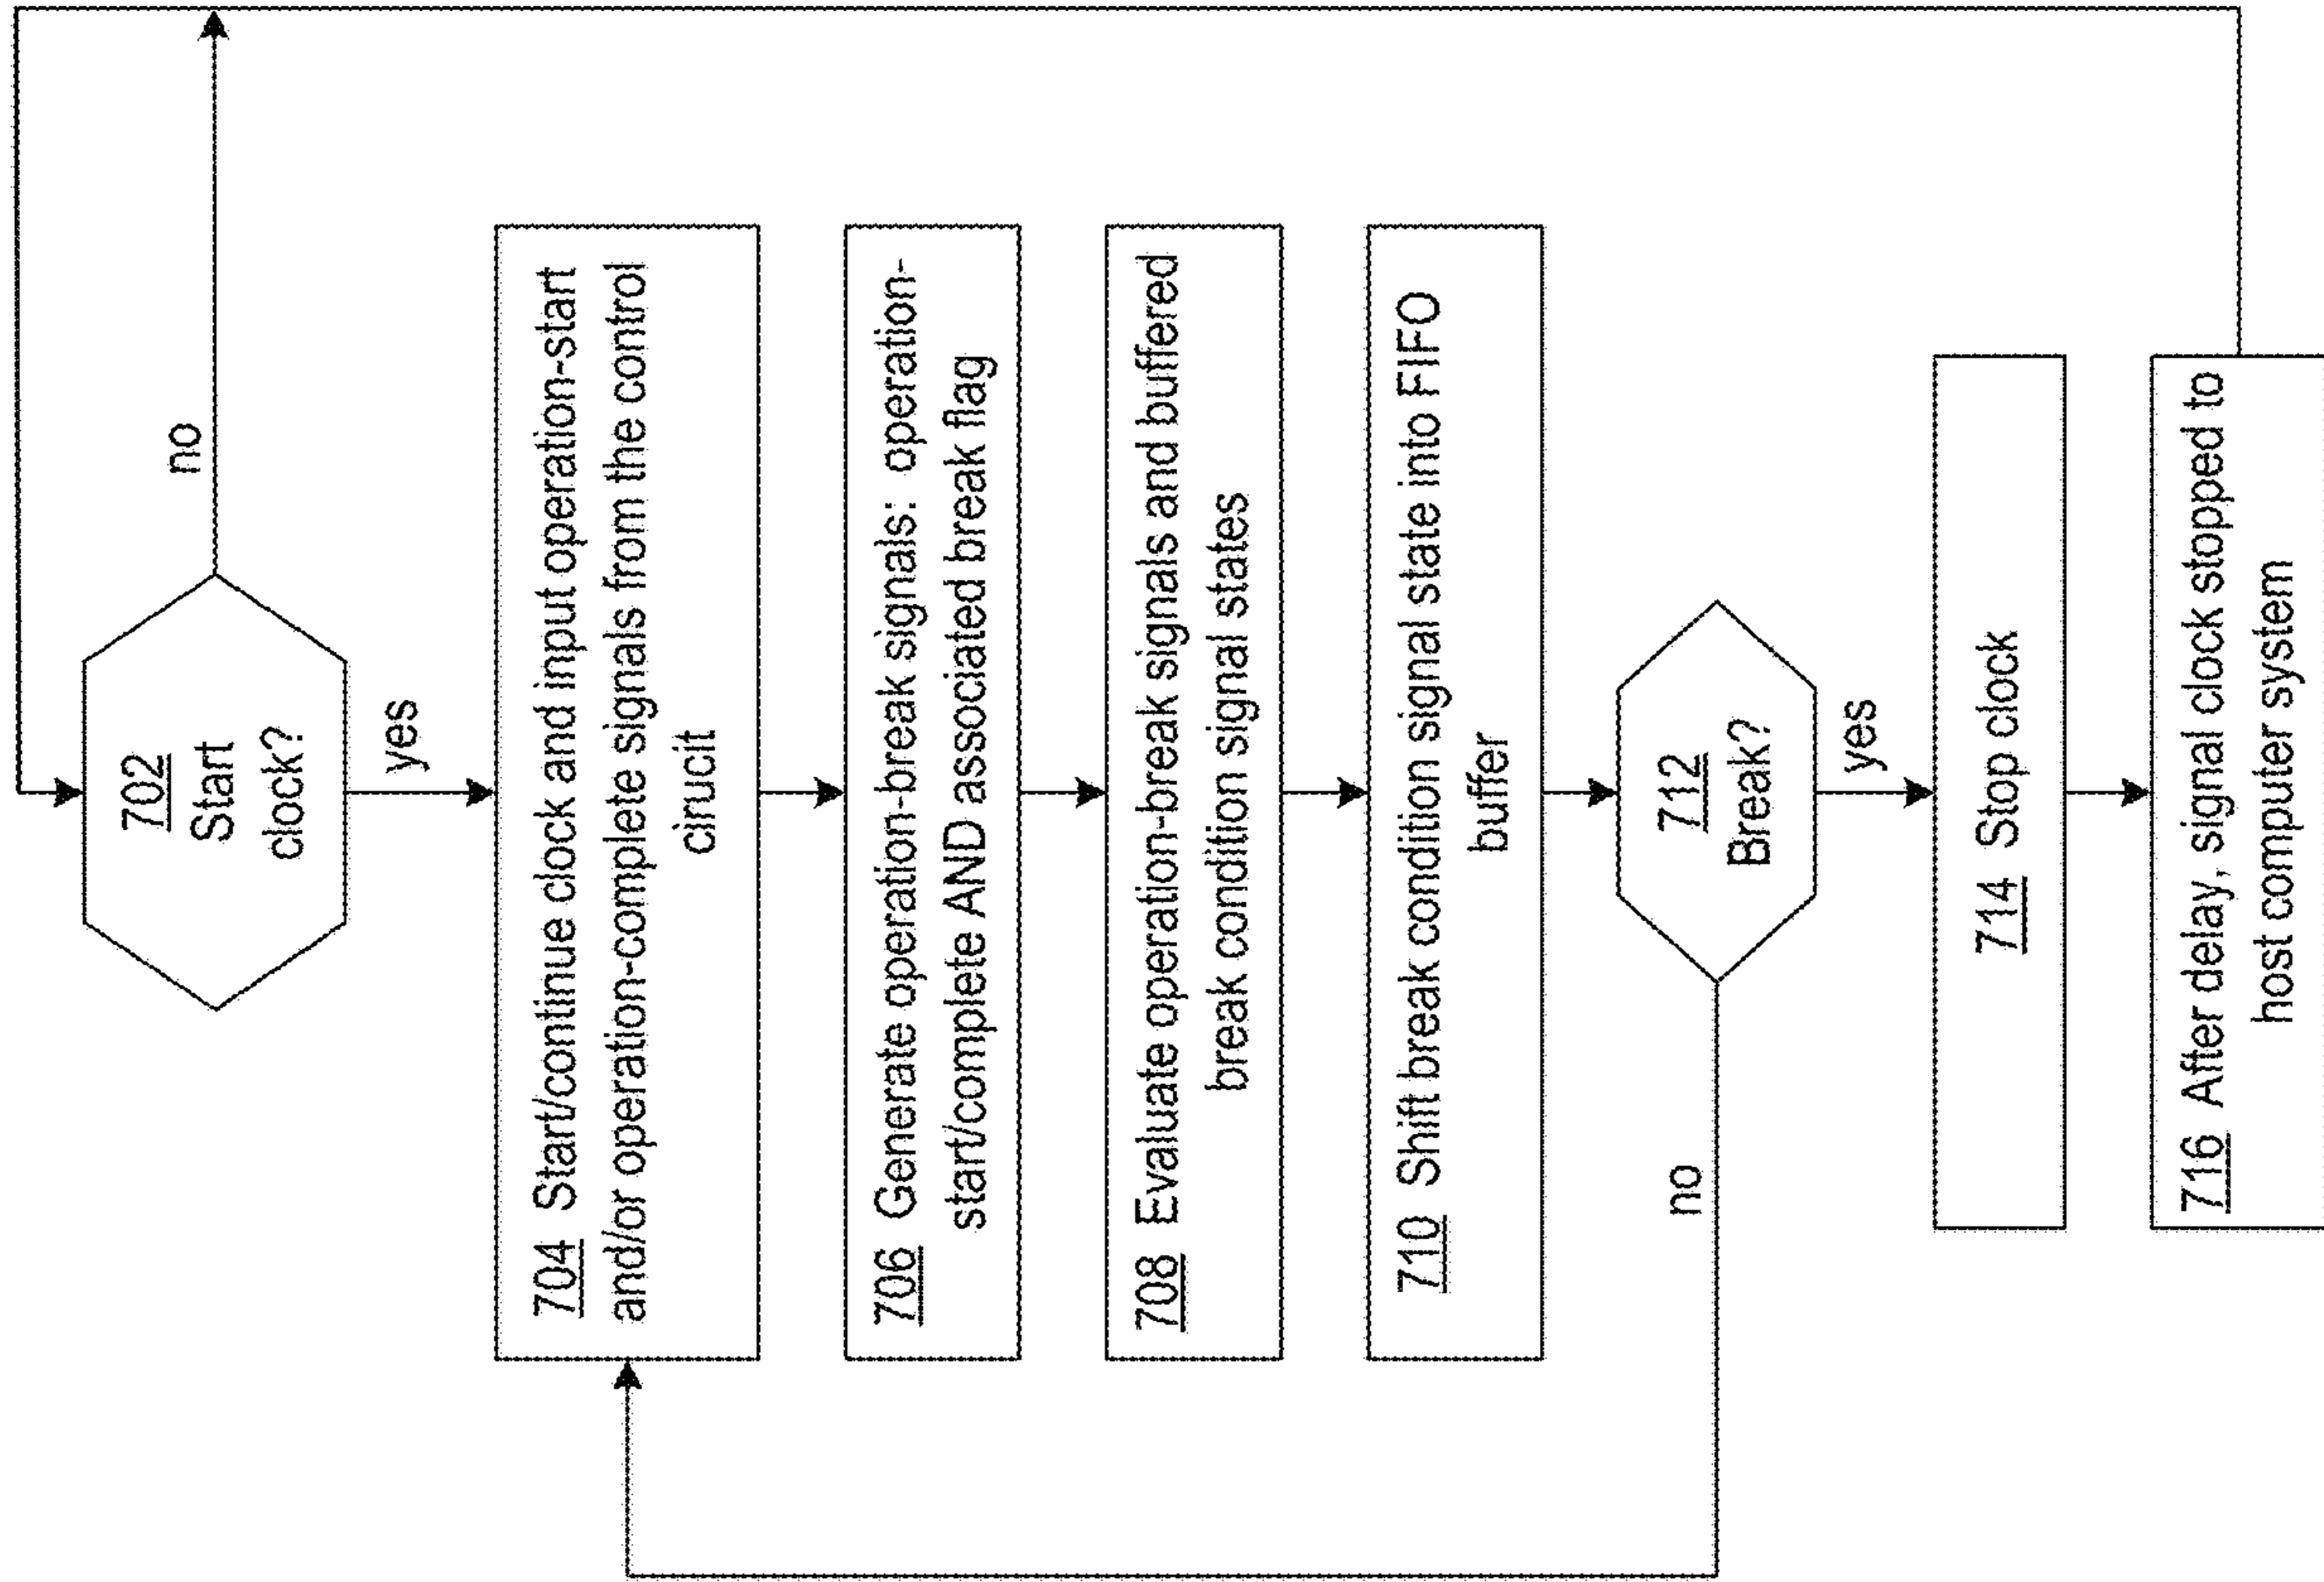 702
Start
clock?
no
yes
704 Start/continue clock and input operation-start
and/or operation-complete signals from the control
cirucit
706 Generate operation-break signals: operation-
start/complete AND associated break flag
708 Evaluate operation-break signals and buffered
break condition signal states
710 Shift break condition signal state into FIFO
buffer
712
Break?
no
yes
714 Stop clock
716 After delay, signal clock stopped to
host computer system